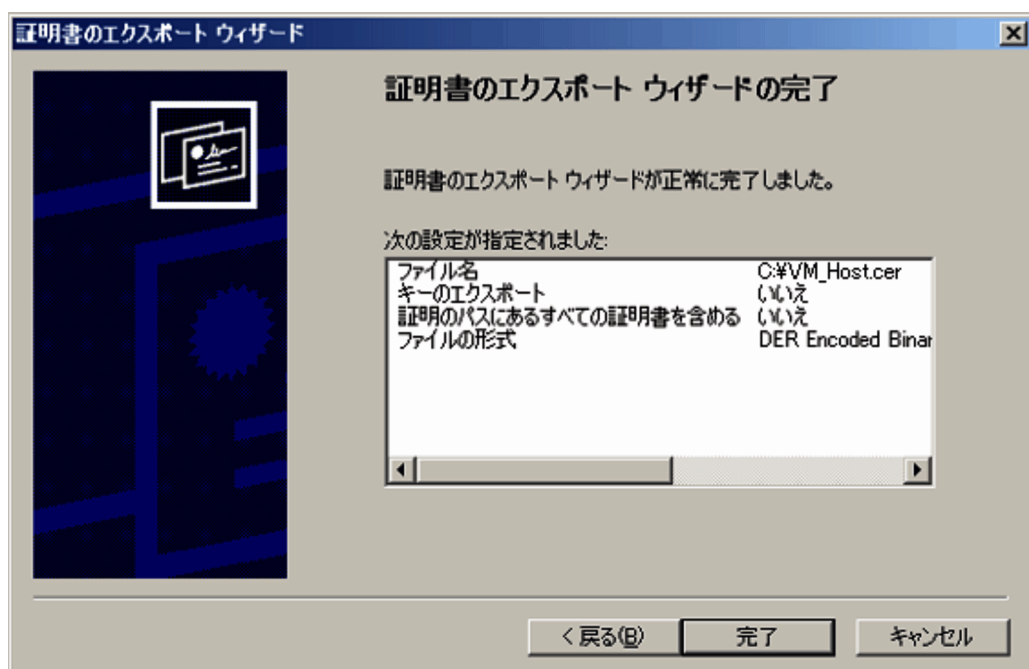 証明書のエクスポート ウィザード
証明書のエクスポート ウィザードの完了
証明書のエクスポート ウィザードが正常に完了しました。
次の設定が指定されました:
ファイル名 C:¥VM_Host.cer
キーのエクスポート いいえ
証明のパスにあるすべての証明書を含める いいえ
ファイルの形式 DER Encoded Binar
< 戻る(B) 完了 キャンセル